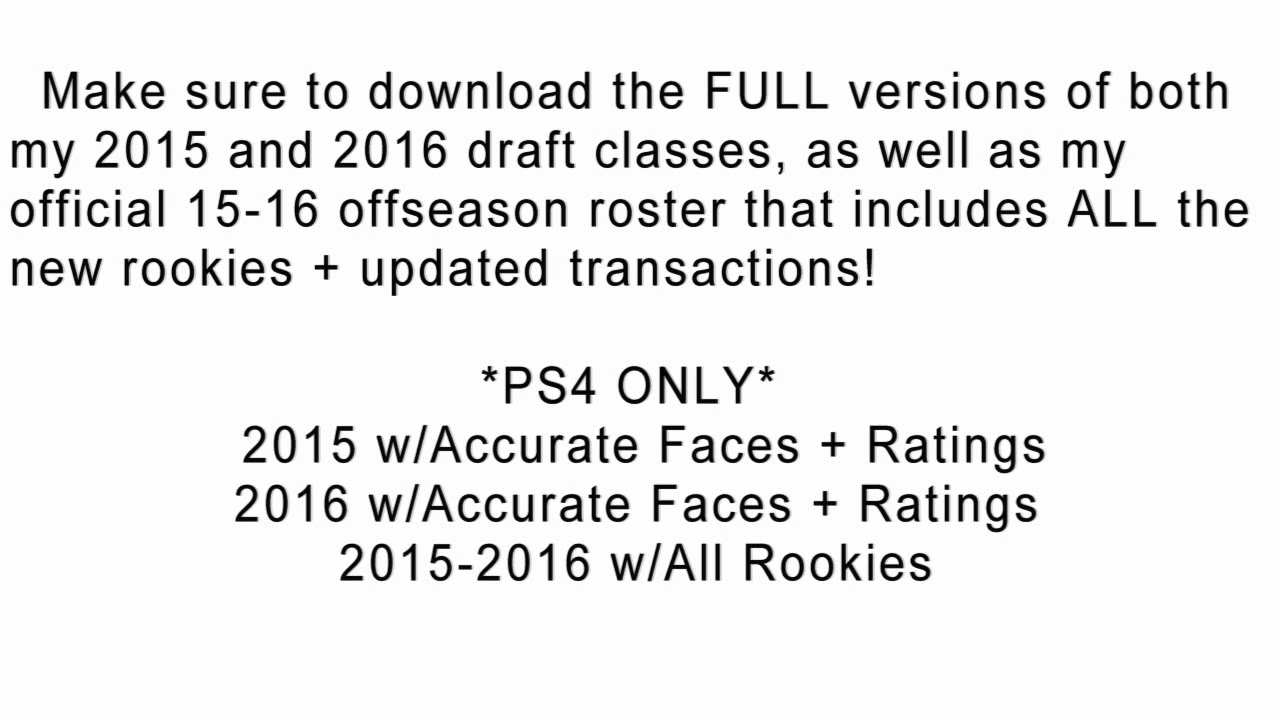 Make sure to download the FULL versions of both
my 2015 and 2016 draft classes, as well as my
official 15-16 offseason roster that includes ALL the
new rookies + updated transactions!
*PS4 ONLY*
2015 w/Accurate Faces + Ratings
2016 w/Accurate Faces + Ratings
2015-2016 w/All Rookies